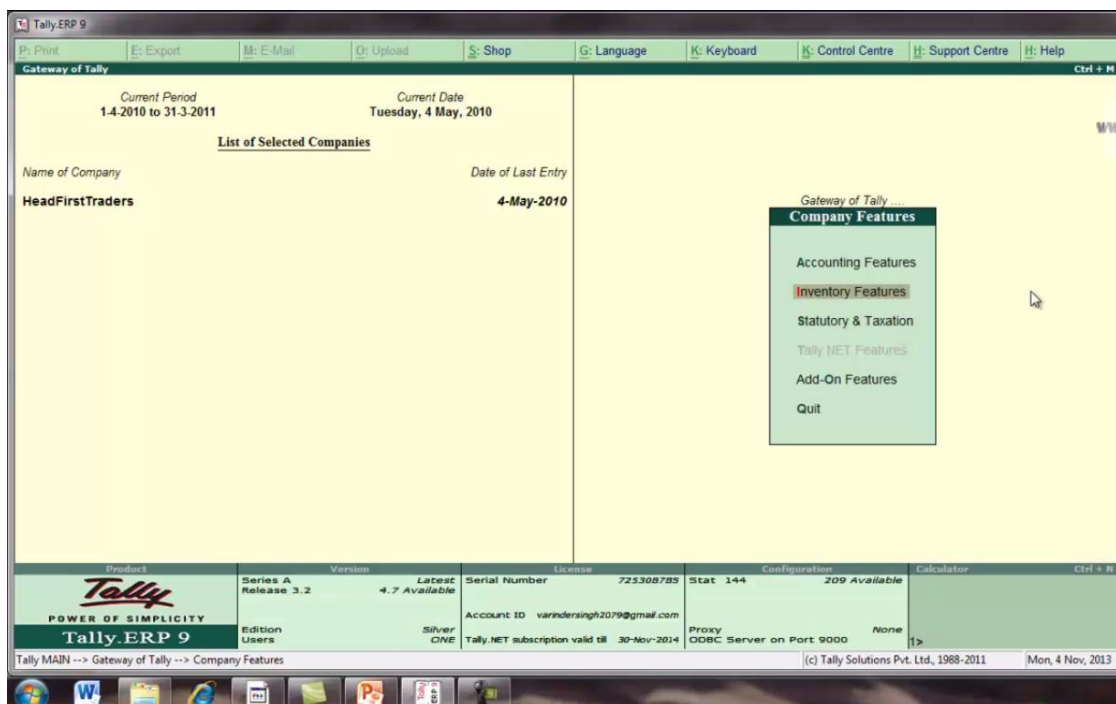 Tally.ERP 9
P: Print E: Export M: E-Mail O: Upload S: Shop G: Language K: Keyboard K: Control Centre H: Support Centre H: Help
Gateway of Tally Ctrl + M
Current Period Current Date
1-4-2010 to 31-3-2011 Tuesday, 4 May, 2010
List of Selected Companies
Name of Company Date of Last Entry
HeadFirstTraders 4-May-2010
Gateway of Tally ....
Company Features
Accounting Features
Inventory Features
Statutory & Taxation
Tally NET Features
Add-On Features
Quit
Product Version License Configuration Calculator Ctrl + N
Tally
POWER OF SIMPLICITY
Tally.ERP 9
Series A Latest
Release 3.2 4.7 Available
Edition Silver
Users ONE
Serial Number 725308785
Account ID varindersingh2079@gmail.com
Tally.NET subscription valid till 30-Nov-2014
Stat 144 209 Available
Proxy None
ODBC Server on Port 9000
1>
Tally MAIN --> Gateway of Tally --> Company Features (c) Tally Solutions Pvt. Ltd., 1988-2011 Mon, 4 Nov, 2013